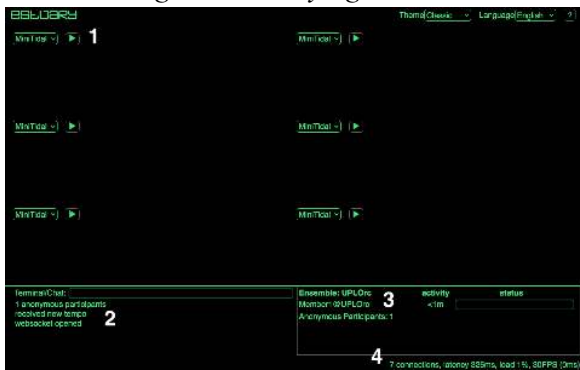 ESTUARY Theme Classic Language English ?
MiniTidal 1 MiniTidal
MiniTidal MiniTidal
MiniTidal MiniTidal
Terminal/Chat:
1 anonymous participants
received new tempo
websocket opened
2
Ensemble: UPLOrc activity status
Member: @UPLOrc <1m
Anonymous Participants: 1
3
4
7 connections, latency 325ms, load 1%, 30FPS (0ms)